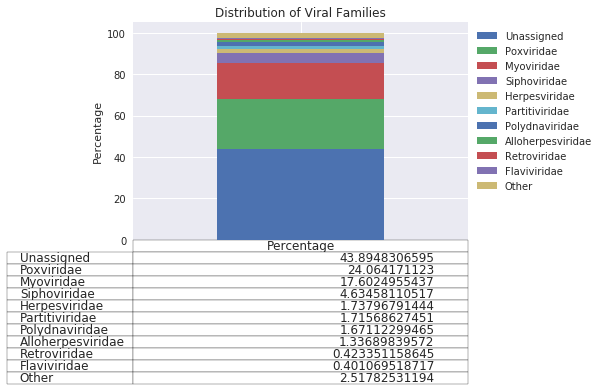 Distribution of Viral Families
100
80
60
40
20
0
Percentage
Unassigned
Poxviridae
Myoviridae
Siphoviridae
Herpesviridae
Partitiviridae
Polydnaviridae
Alloherpesviridae
Retroviridae
Flaviviridae
Other
Percentage
Unassigned 43.8948306595
Poxviridae 24.064171123
Myoviridae 17.6024955437
Siphoviridae 4.63458110517
Herpesviridae 1.73796791444
Partitiviridae 1.71568627451
Polydnaviridae 1.67112299465
Alloherpesviridae 1.33689839572
Retroviridae 0.423351158645
Flaviviridae 0.401069518717
Other 2.51782531194